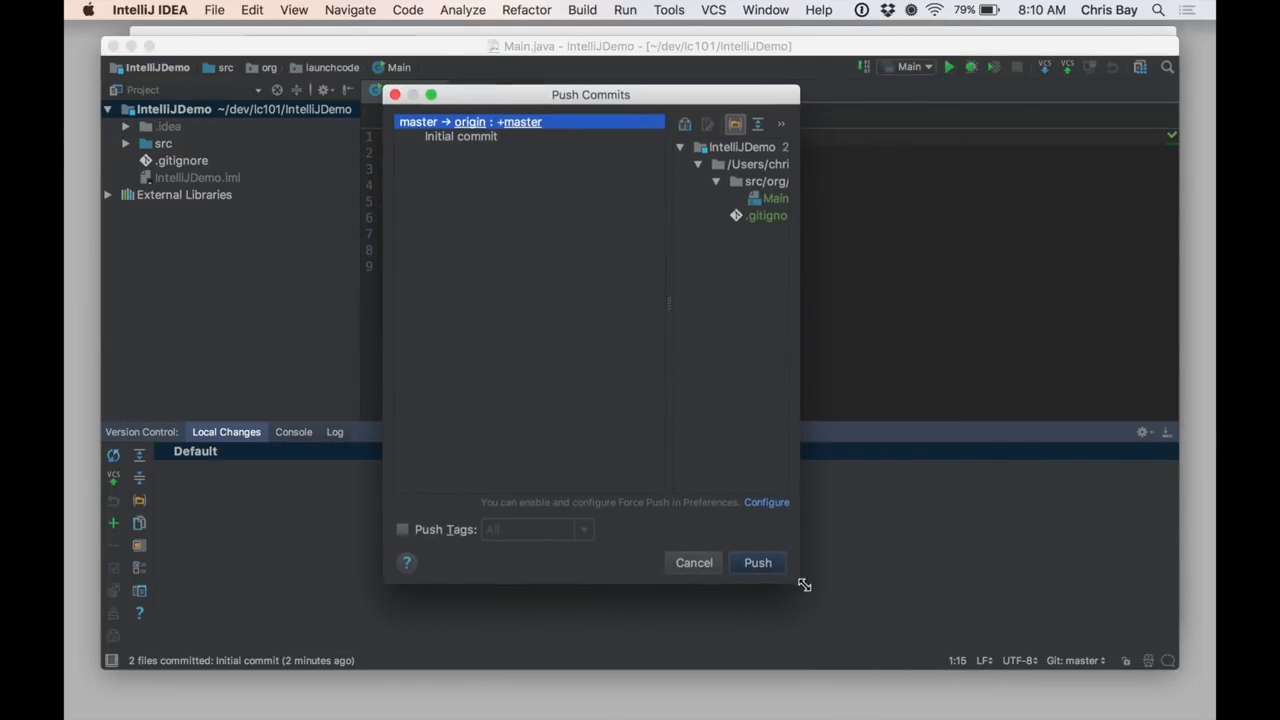 IntelliJ IDEA File Edit View Navigate Code Analyze Refactor Build Run Tools VCS Window Help 79% 8:10 AM Chris Bay
Main.java - IntelliJDemo - [~/dev/lc101/IntelliJDemo]
IntelliJDemo src org launchcode Main Main
Project
Push Commits
IntelliJDemo ~/dev/lc101/IntelliJDemo
.idea
src
.gitignore
IntelliJDemo.iml
External Libraries
1
2
3
4
5
6
7
8
9
master → origin : +master
Initial commit
IntelliJDemo 2
/Users/chri
src/org/
Main
.gitigno
You can enable and configure Force Push in Preferences. Configure
Push Tags: All
? Cancel Push
Version Control: Local Changes Console Log
Default
VCS
2 files committed: Initial commit (2 minutes ago) 1:15 LF UTF-8 Git: master